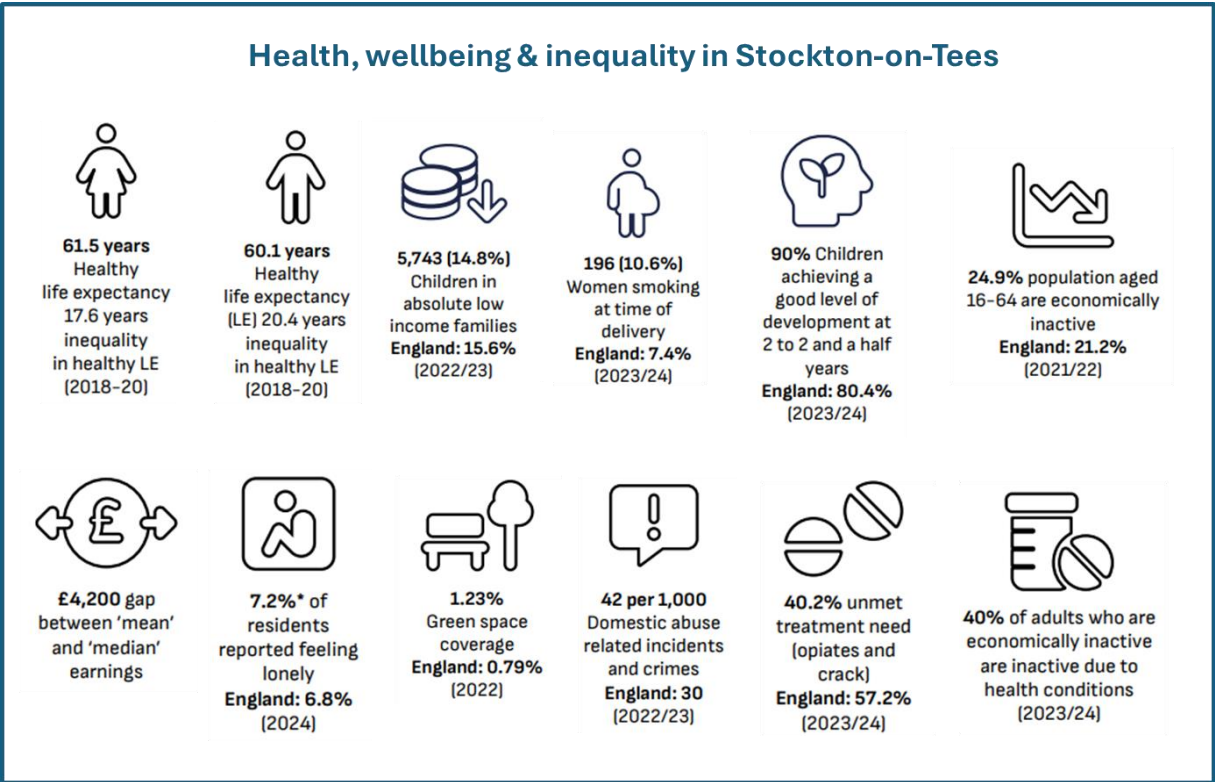 Health, wellbeing & inequality in Stockton-on-Tees
61.5 years
Healthy
life expectancy
17.6 years
inequality
in healthy LE
(2018-20)
60.1 years
Healthy
life expectancy
(LE) 20.4 years
inequality
in healthy LE
(2018-20)
5,743 (14.8%)
Children in
absolute low
income families
England: 15.6%
(2022/23)
196 (10.6%)
Women smoking
at time of
delivery
England: 7.4%
(2023/24)
90% Children
achieving a
good level of
development at
2 to 2 and a half
years
England: 80.4%
(2023/24)
24.9% population aged
16-64 are economically
inactive
England: 21.2%
(2021/22)
£
£4,200 gap
between ‘mean’
and ‘median’
earnings
7.2%* of
residents
reported feeling
lonely
England: 6.8%
(2024)
1.23%
Green space
coverage
England: 0.79%
(2022)
!
42 per 1,000
Domestic abuse
related incidents
and crimes
England: 30
(2022/23)
40.2% unmet
treatment need
(opiates and
crack)
England: 57.2%
(2023/24)
40% of adults who are
economically inactive
are inactive due to
health conditions
(2023/24)